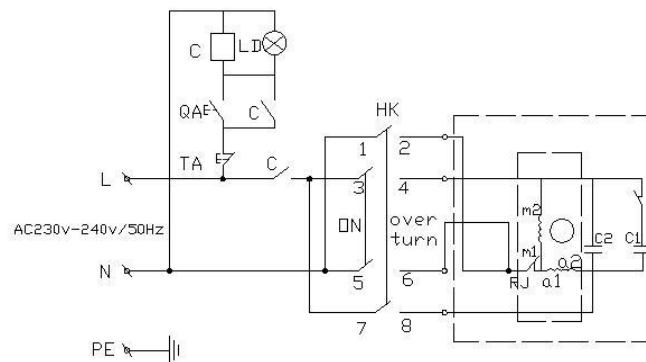 C LD
QA C HK
1 2
TA C
L 3 4
m2
AC230v-240v/50Hz ON over
turn
C2 C1
m1 a2
N 5 6 RJ a1
7 8
PE